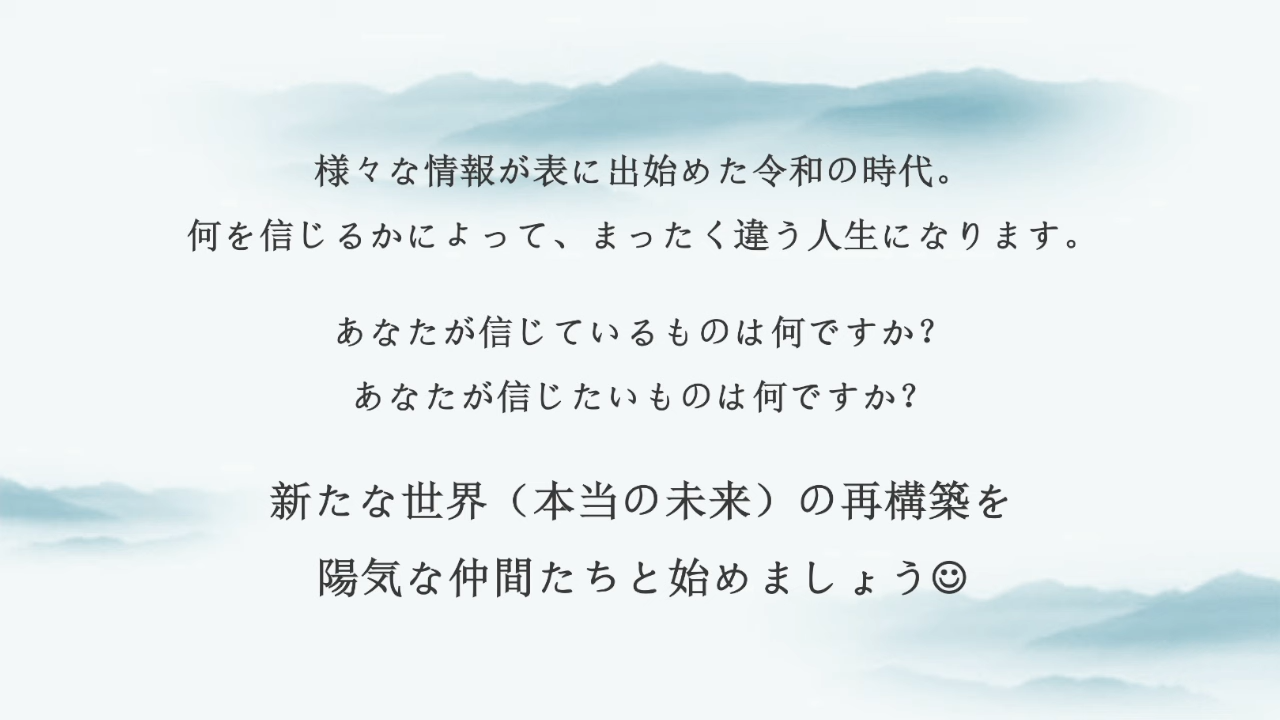 様々な情報が表に出始めた令和の時代。
何を信じるかによって、まったく違う人生になります。
あなたが信じているものは何ですか？
あなたが信じたいものは何ですか？
新たな世界（本当の未来）の再構築を
陽気な仲間たちと始めましょう☺